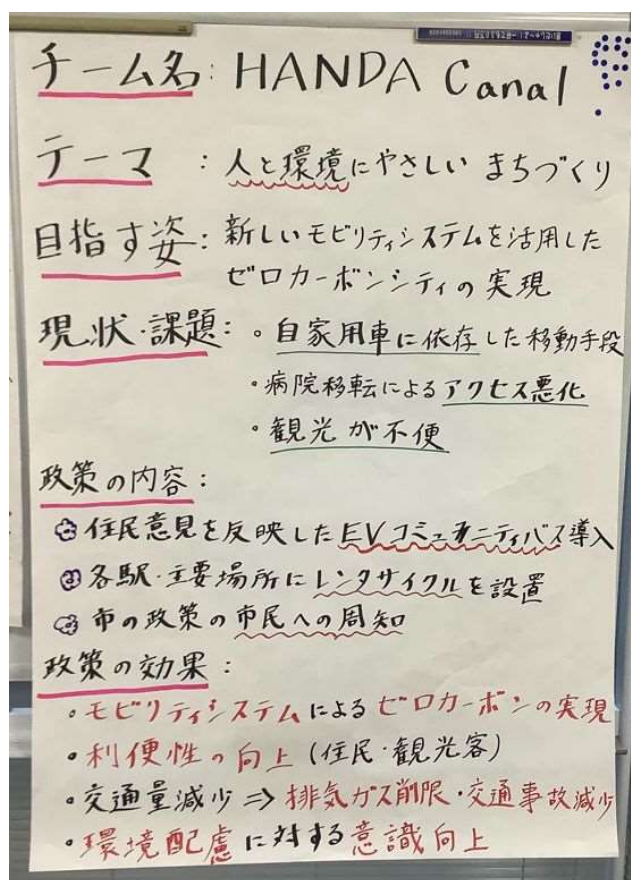 チーム名: HANDA Canal
テーマ : 人と環境にやさしい まちづくり
目指す姿: 新しいモビリティシステムを活用した
ゼロカーボンシティの実現
現状・課題: ・自家用車に依存した移動手段
・病院移転によるアクセス悪化
・観光が不便
政策の内容:
住民意見を反映したEVコミュニティバス導入
各駅・主要場所にレンタサイクルを設置
市の政策の市民への周知
政策の効果:
・モビリティシステムによるゼロカーボンの実現
・利便性の向上(住民・観光客)
・交通量減少⇒排気ガス削限・交通事故減少
・環境配慮に対する意識向上